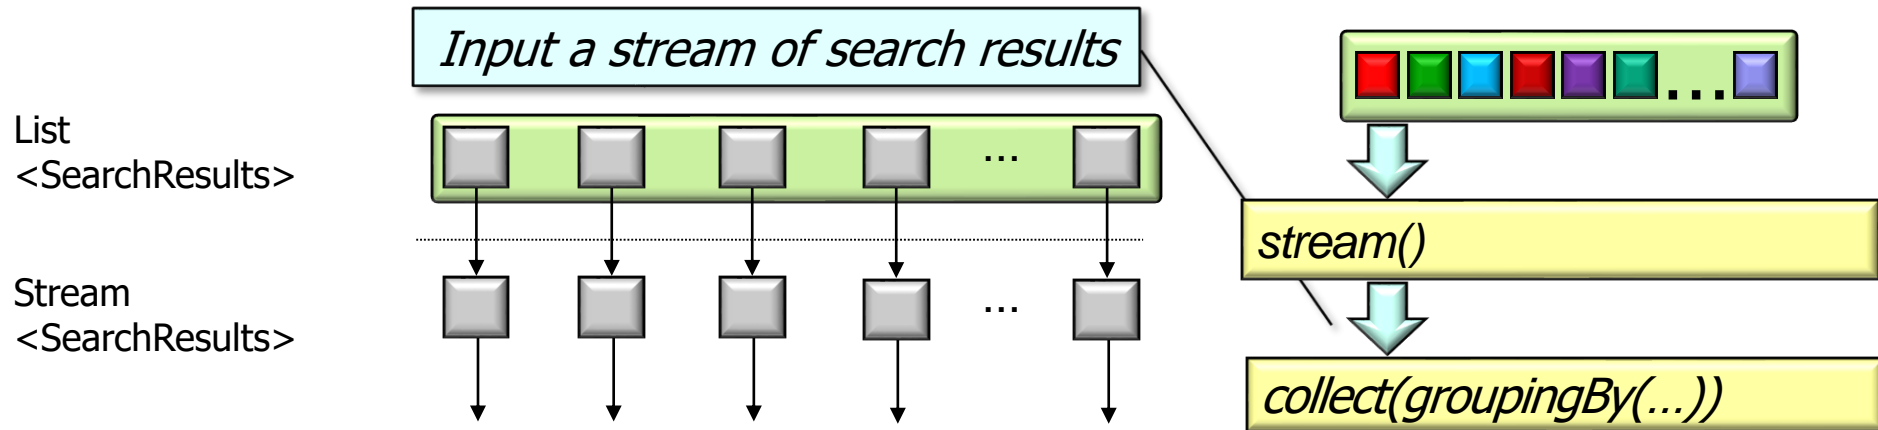 Input a stream of search results
...
List
<SearchResults>
...
stream()
Stream
<SearchResults>
...
collect(groupingBy(...))